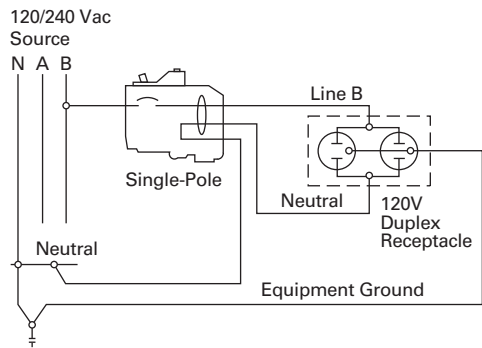 120/240 Vac
Source
N A B
Line B
Single-Pole
Neutral
120V
Duplex
Receptacle
Neutral
Equipment Ground